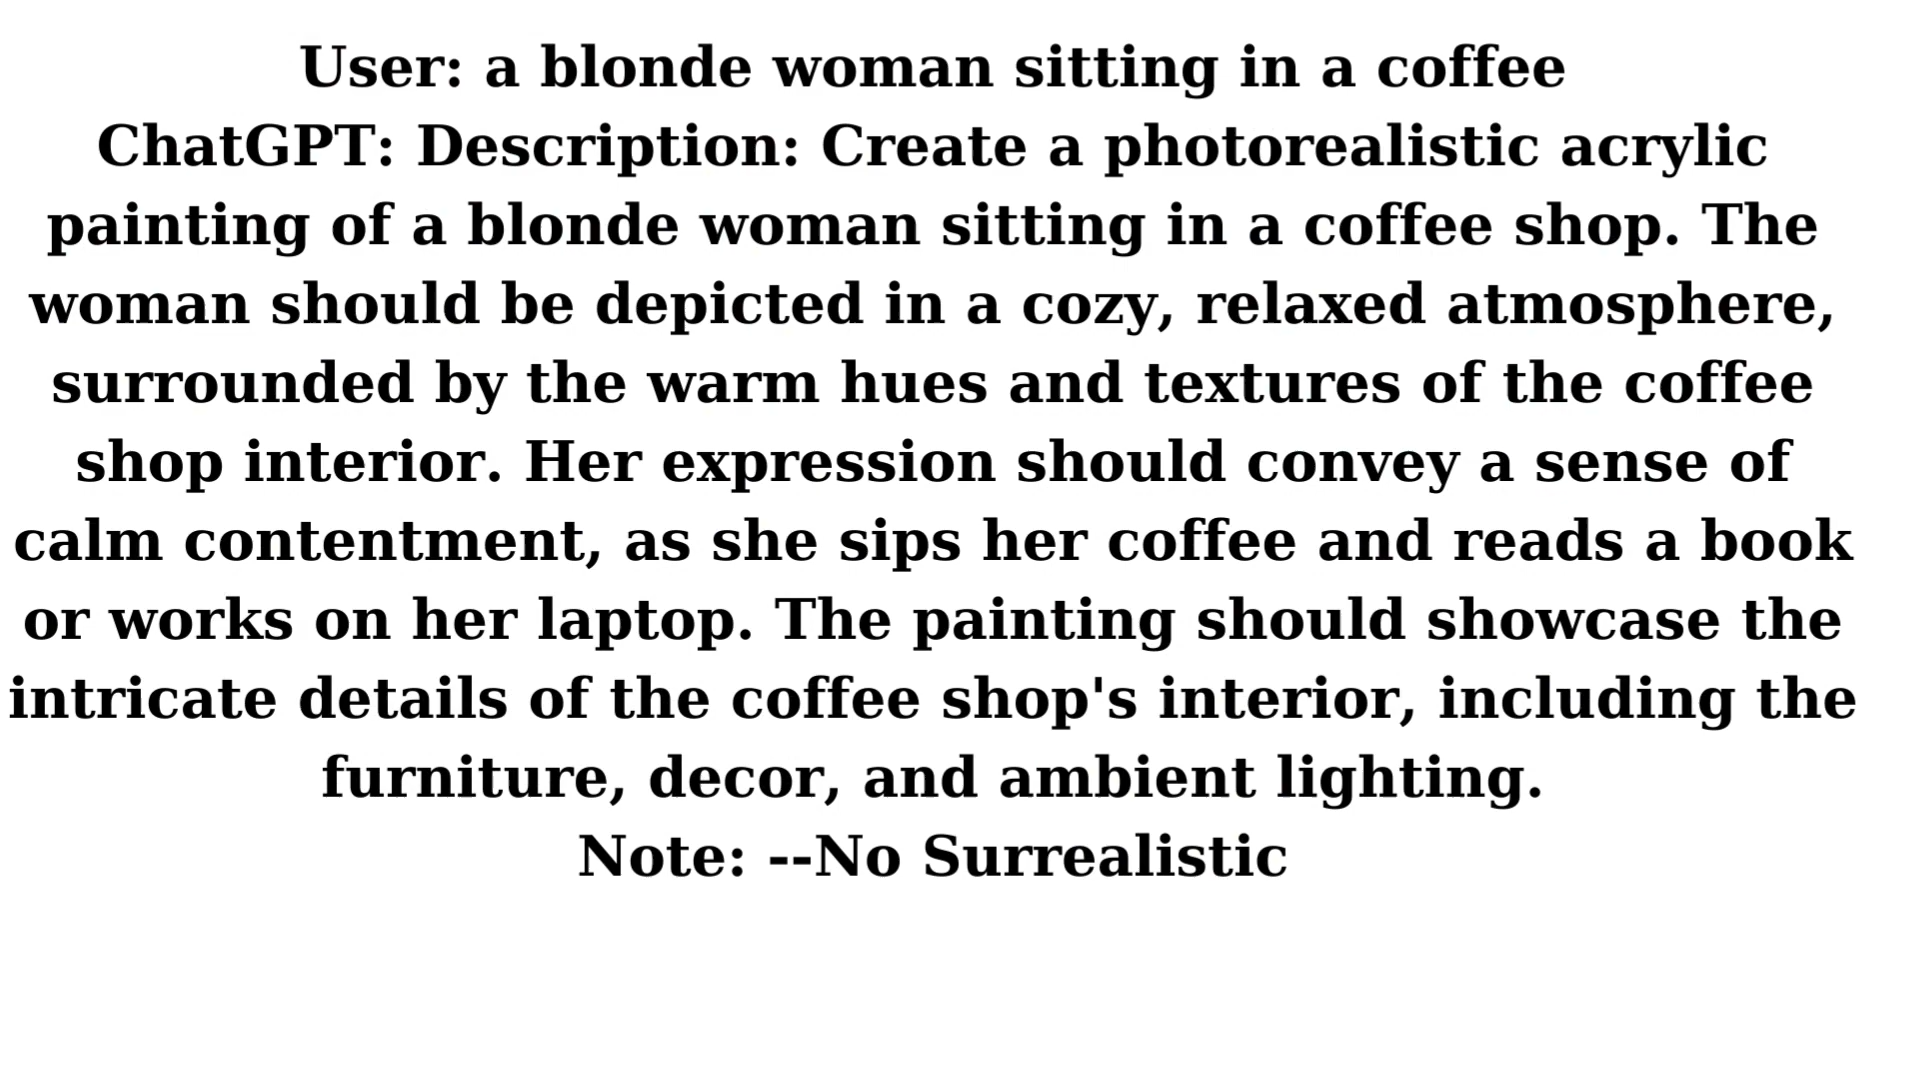 User: a blonde woman sitting in a coffee
ChatGPT: Description: Create a photorealistic acrylic
painting of a blonde woman sitting in a coffee shop. The
woman should be depicted in a cozy, relaxed atmosphere,
surrounded by the warm hues and textures of the coffee
shop interior. Her expression should convey a sense of
calm contentment, as she sips her coffee and reads a book
or works on her laptop. The painting should showcase the
intricate details of the coffee shop's interior, including the
furniture, decor, and ambient lighting.
Note: --No Surrealistic